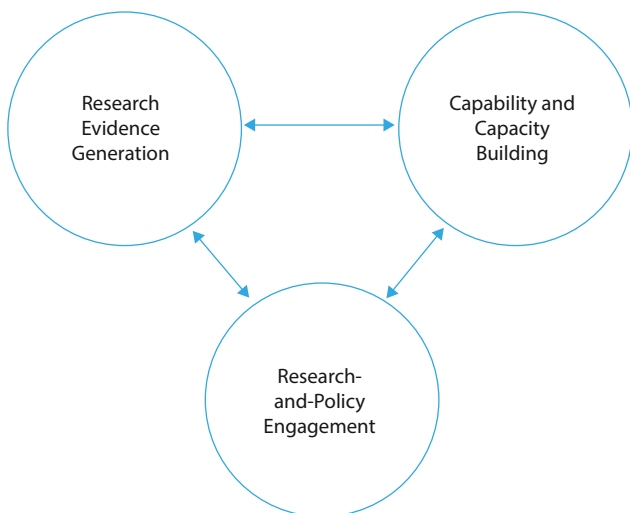 Research
Evidence
Generation
Capability and
Capacity
Building
Research-
and-Policy
Engagement